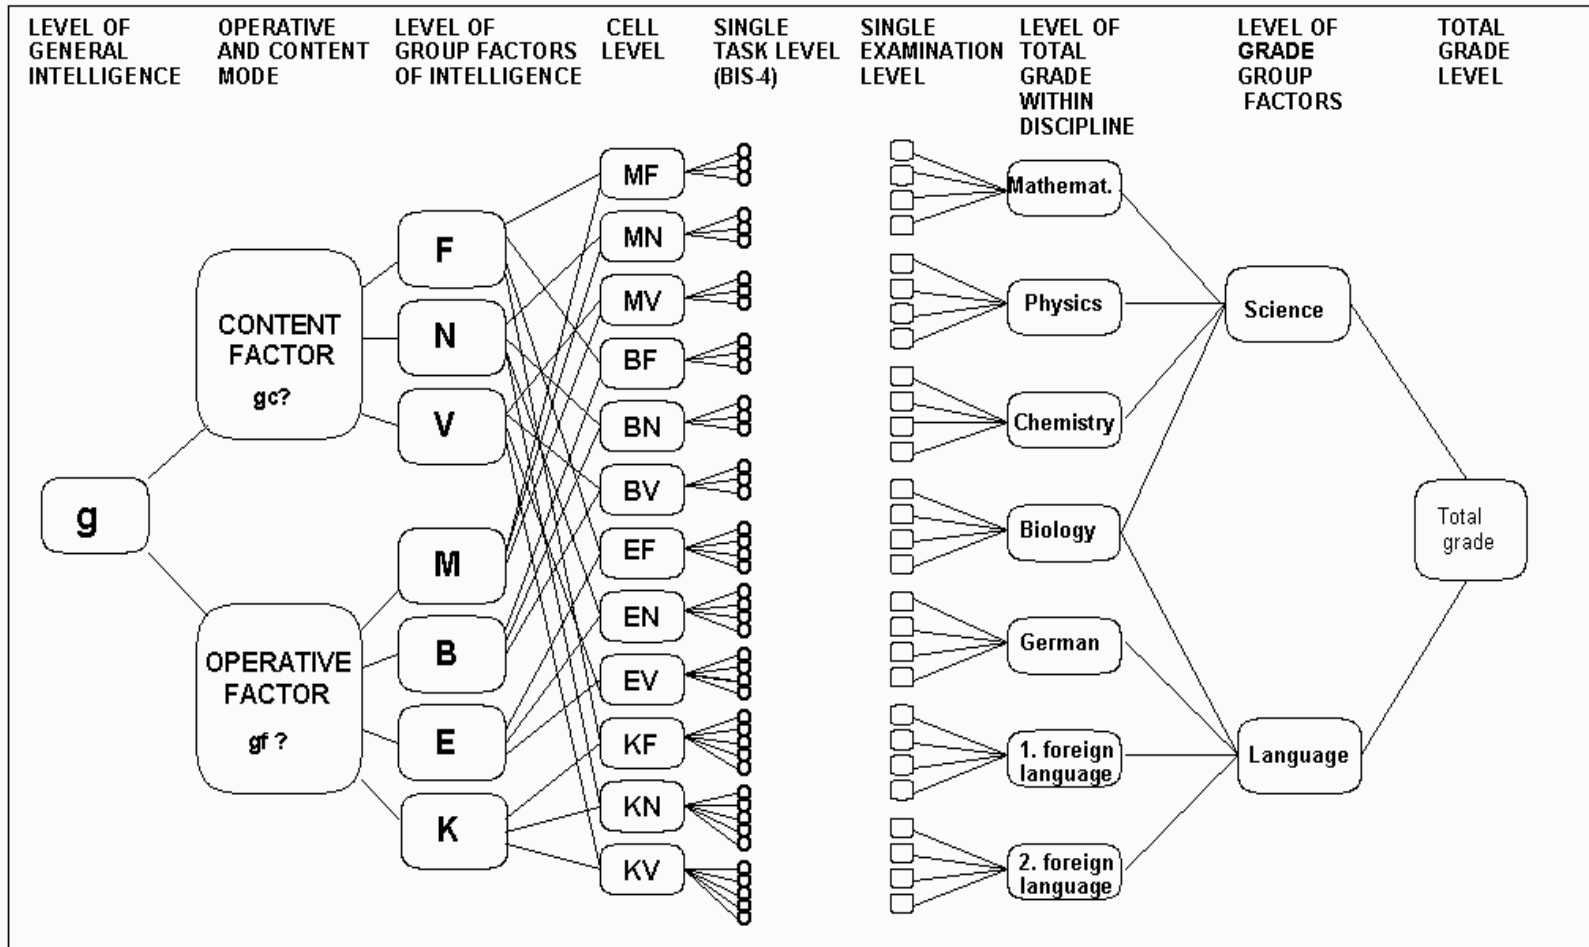 LEVEL OF
GENERAL
INTELLIGENCE
OPERATIVE
AND CONTENT
MODE
LEVEL OF
GROUP FACTORS
OF INTELLIGENCE
CELL
LEVEL
SINGLE
TASK LEVEL
(BIS-4)
SINGLE
EXAMINATION
LEVEL
LEVEL OF
TOTAL
GRADE
WITHIN
DISCIPLINE
LEVEL OF
GRADE
GROUP
FACTORS
TOTAL
GRADE
LEVEL
g
CONTENT
FACTOR
gc?
OPERATIVE
FACTOR
gf ?
F
N
V
M
B
E
K
MF
MN
MV
BF
BN
BV
EF
EN
EV
KF
KN
KV
Mathemat.
Physics
Chemistry
Biology
German
1. foreign
language
2. foreign
language
Science
Language
Total
grade